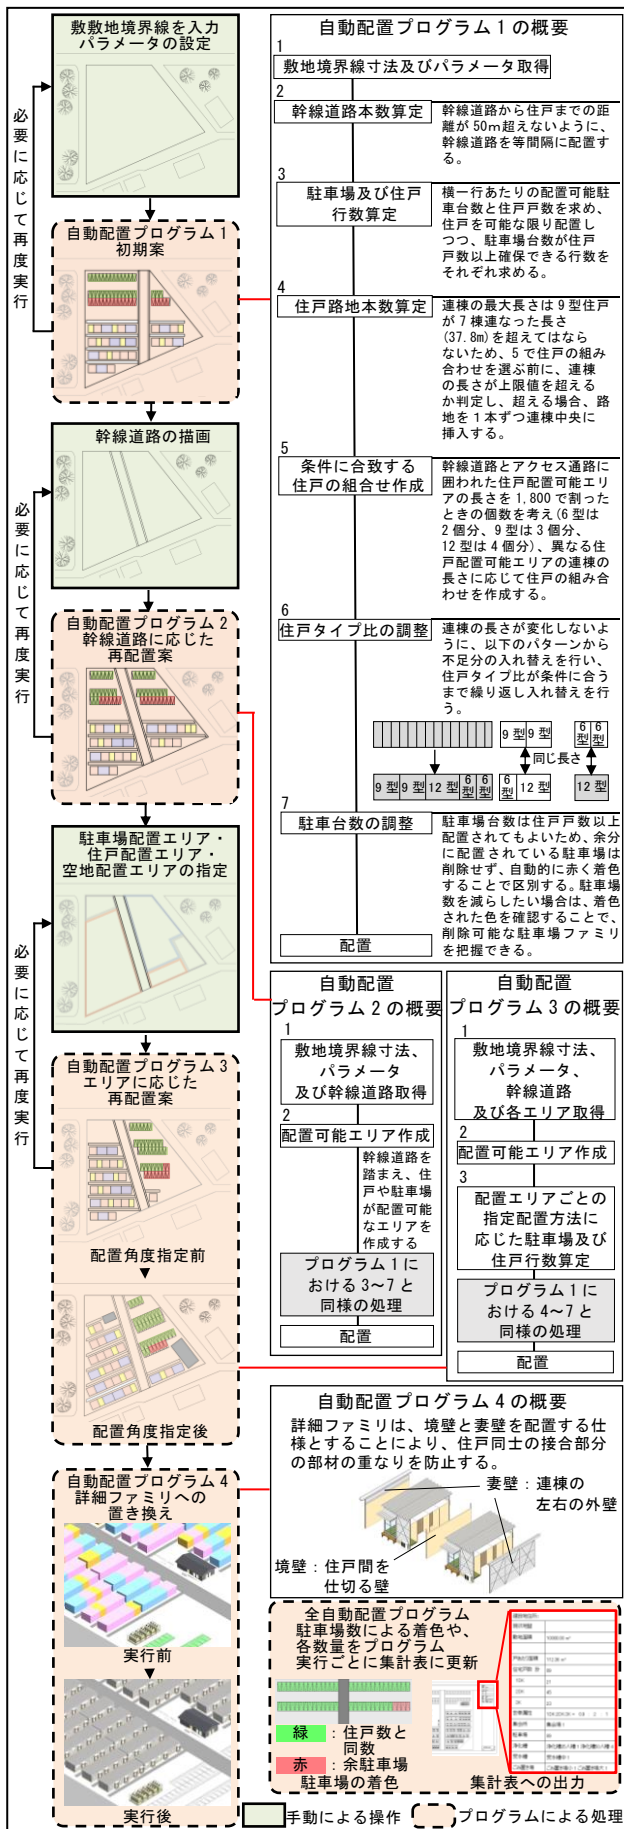 敷敷地境界線を入力
パラメータの設定
必要に応じて再度実行
自動配置プログラム1
初期案
幹線道路の描画
必要に応じて再度実行
自動配置プログラム2
幹線道路に応じた
再配置案
駐車場配置エリア・
住戸配置エリア・
空地配置エリアの指定
必要に応じて再度実行
自動配置プログラム3
エリアに応じた
再配置案
配置角度指定前
配置角度指定後
自動配置プログラム4
詳細ファミリへの
置き換え
実行前
実行後
自動配置プログラム1の概要
1
敷地境界線寸法及びパラメータ取得
2
幹線道路本数算定
幹線道路から住戸までの距
離が50m超えないように、
幹線道路を等間隔に配置す
る。
3
駐車場及び住戸
行数算定
横一行あたりの配置可能駐
車台数と住戸戸数を求め、
住戸を可能な限り配置し
つつ、駐車場台数が住戸
戸数以上確保できる行数を
それぞれ求める。
4
住戸路地本数算定
連棟の最大長さは9型住戸
が7棟連なった長さ
(37.8m)を超えてはなら
ないため、5で住戸の組み
合わせを選ぶ前に、連棟
の長さが上限値を超える
か判定し、超える場合、路
地を1本ずつ連棟中央に
挿入する。
5
条件に合致する
住戸の組合せ作成
幹線道路とアクセス通路に
囲われた住戸配置可能エリ
アの長さを1,800で割った
ときの個数を考え(6型は
2個分、9型は3個分、
12型は4個分)、異なる住
戸配置可能エリアの連棟の
長さに応じて住戸の組み合
わせを作成する。
6
住戸タイプ比の調整
連棟の長さが変化しないよ
うに、以下のパターンから
不足分の入れ替えを行い、
住戸タイプ比が条件に合う
まで繰り返し入れ替えを行
う。
9型 9型
6型 6型
同じ長さ
9型 9型 12型 6型 6型
6型 12型
12型
7
駐車台数の調整
駐車場台数は住戸戸数以上
配置されてもよいため、余分
に配置されている駐車場は
削除せず、自動的に赤く着色
することで区別する。駐車場
数を減らしたい場合は、着色
された色を確認することで、
削除可能な駐車場ファミリ
を把握できる。
配置
自動配置
プログラム2の概要
1
敷地境界線寸法、
パラメータ
及び幹線道路取得
2
配置可能エリア作成
幹線道路を
踏まえ、住
戸や駐車場
が配置可能
なエリアを
作成する
プログラム1に
おける3〜7と
同様の処理
配置
自動配置
プログラム3の概要
1
敷地境界線寸法、
パラメータ、
幹線道路
及び各エリア取得
2
配置可能エリア作成
3
配置エリアごとの
指定配置方法に
応じた駐車場及び
住戸行数算定
プログラム1に
おける4〜7と
同様の処理
配置
自動配置プログラム4の概要
詳細ファミリは、境壁と妻壁を配置する仕
様とすることにより、住戸同士の接合部分
の部材の重なりを防止する。
妻壁：連棟の
左右の外壁
境壁：住戸間を
仕切る壁
全自動配置プログラム
駐車場数による着色や、
各数量をプログラム
実行ごとに集計表に更新
緑：住戸数と
同数
赤：余駐車場
駐車場の着色
集計表への出力
手動による操作
プログラムによる処理